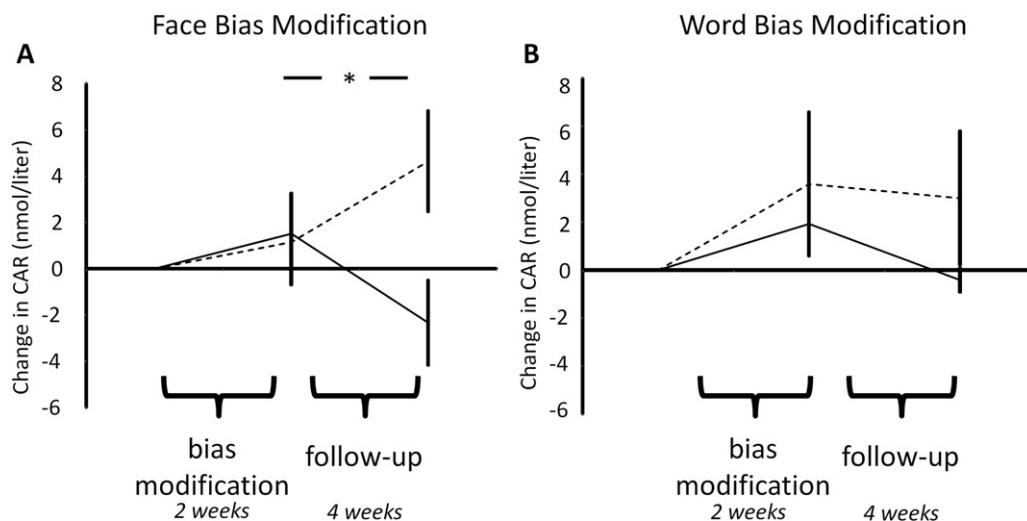 Face Bias Modification
A
*
8
6
4
2
0
-2
-4
-6
Change in CAR (nmol/liter)
bias
modification
2 weeks
follow-up
4 weeks
Word Bias Modification
B
8
6
4
2
0
-2
-4
-6
Change in CAR (nmol/liter)
bias
modification
2 weeks
follow-up
4 weeks